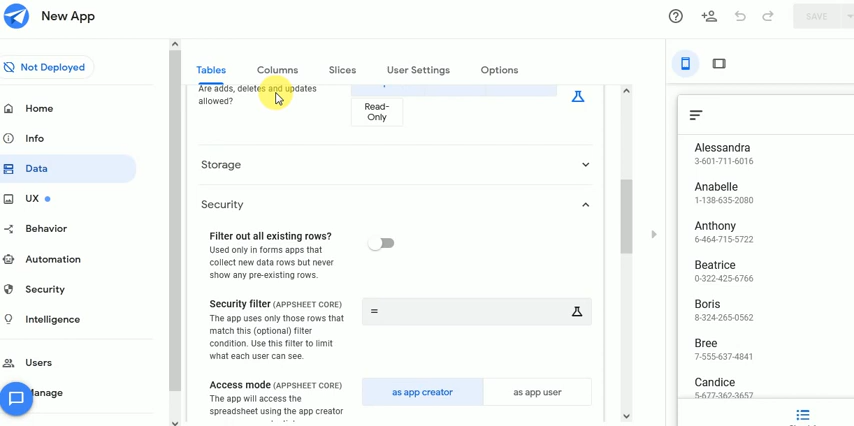 New App
SAVE
Not Deployed
Tables
Columns
Slices
User Settings
Options
Home
Info
Data
UX
Behavior
Automation
Security
Intelligence
Users
anage
Are adds, deletes and updates
allowed?
Read-
Only
Storage
Security
Filter out all existing rows?
Used only in forms apps that
collect new data rows but never
show any pre-existing rows.
Security filter (APPSHEET CORE)
=
The app uses only those rows that
match this (optional) filter
condition. Use this filter to limit
what each user can see.
Access mode (APPSHEET CORE)
as app creator
as app user
The app will access the
spreadsheet using the app creator
Alessandra
3-601-711-6016
Anabelle
1-138-635-2080
Anthony
6-464-715-5722
Beatrice
0-322-425-6766
Boris
8-324-265-0562
Bree
7-555-637-4841
Candice
5-677-362-3657